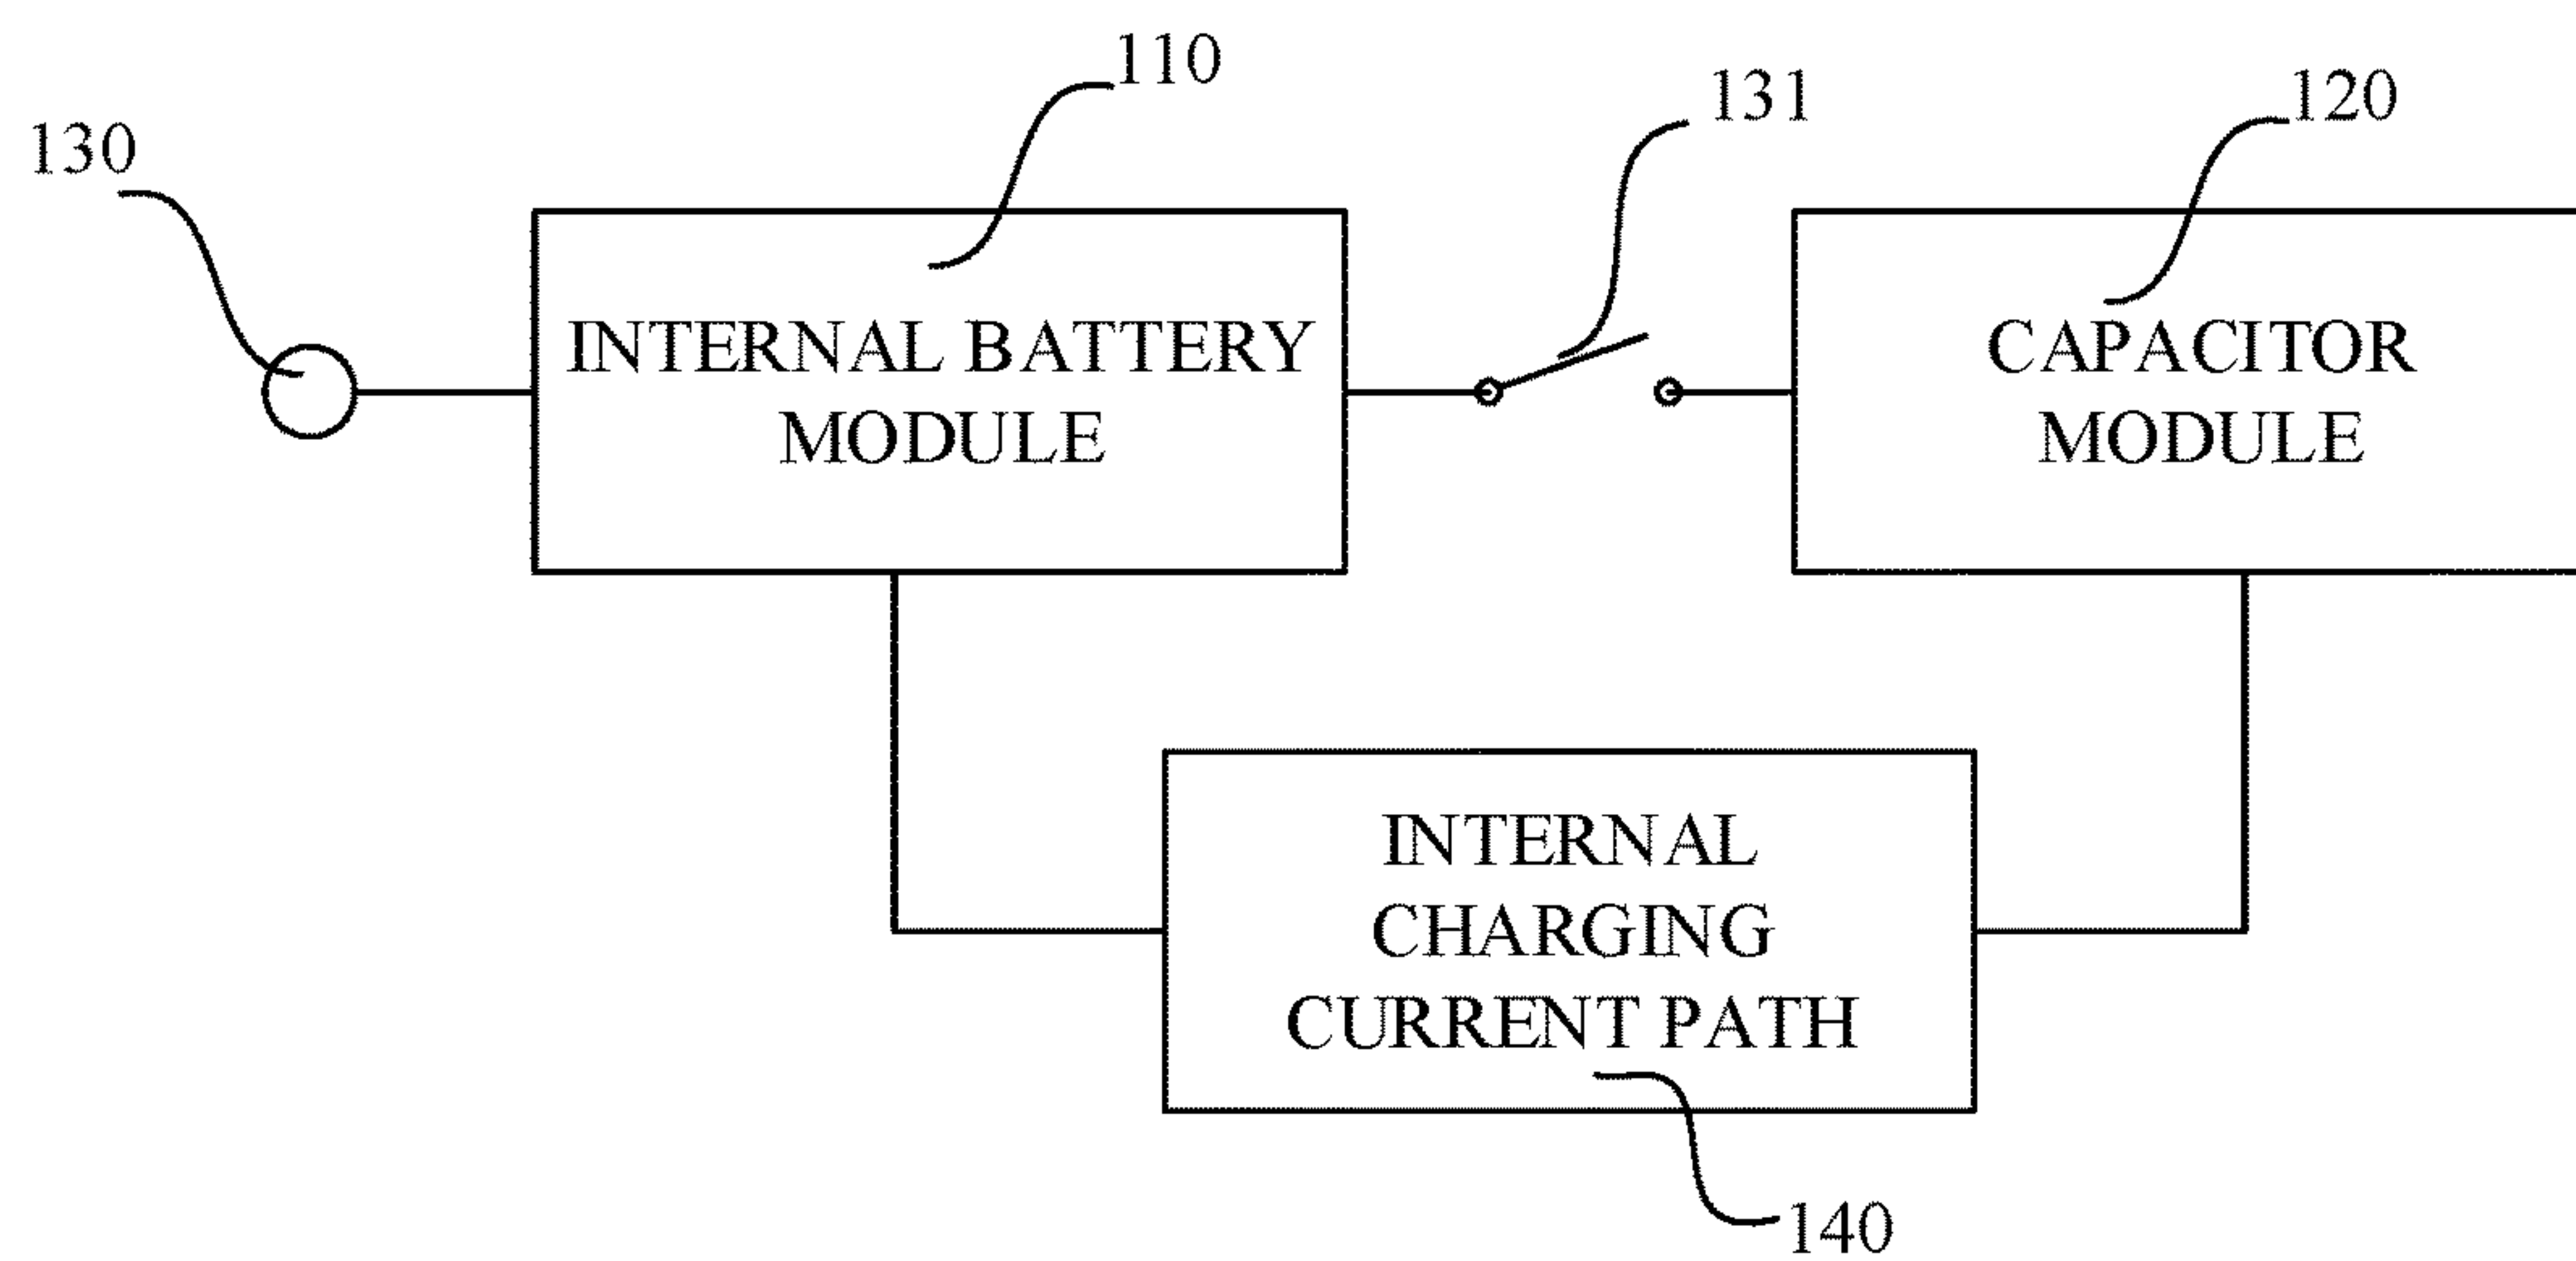 110
131
120
130
INTERNAL BATTERY
MODULE
CAPACITOR
MODULE
INTERNAL
CHARGING
CURRENT PATH
140